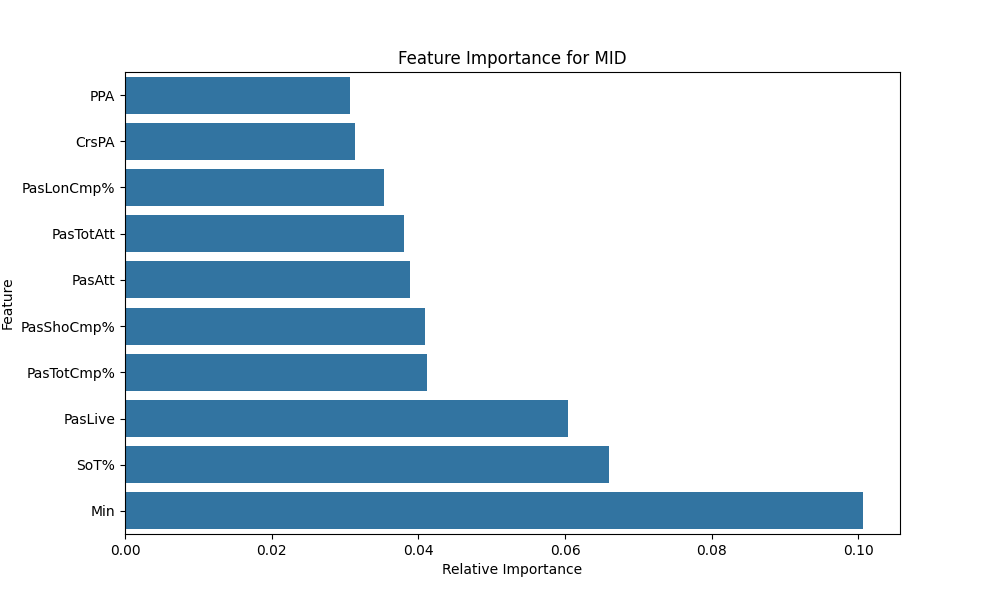 Feature Importance for MID
PPA
CrsPA
PasLonCmp%
PasTotAtt
PasAtt
PasShoCmp%
PasTotCmp%
PasLive
SoT%
Min
Feature
0.00 0.02 0.04 0.06 0.08 0.10
Relative Importance